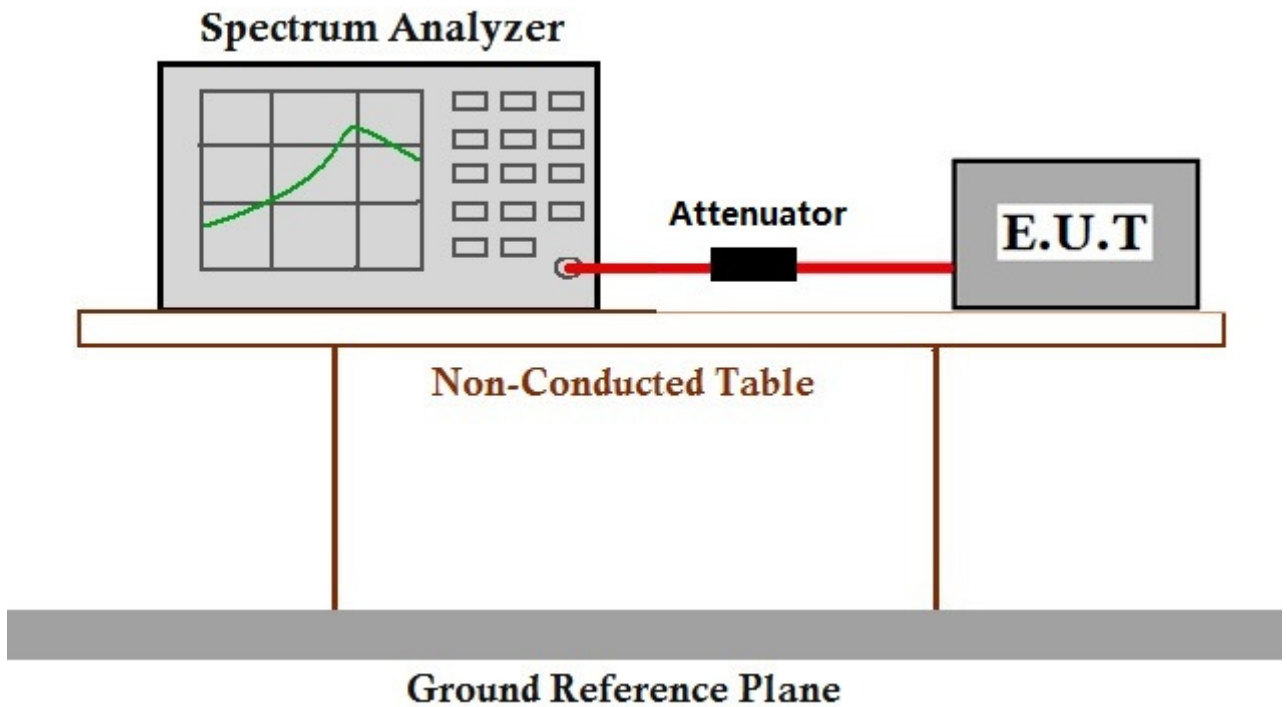 Spectrum Analyzer
Attenuator
E.U.T
Non-Conducted Table
Ground Reference Plane